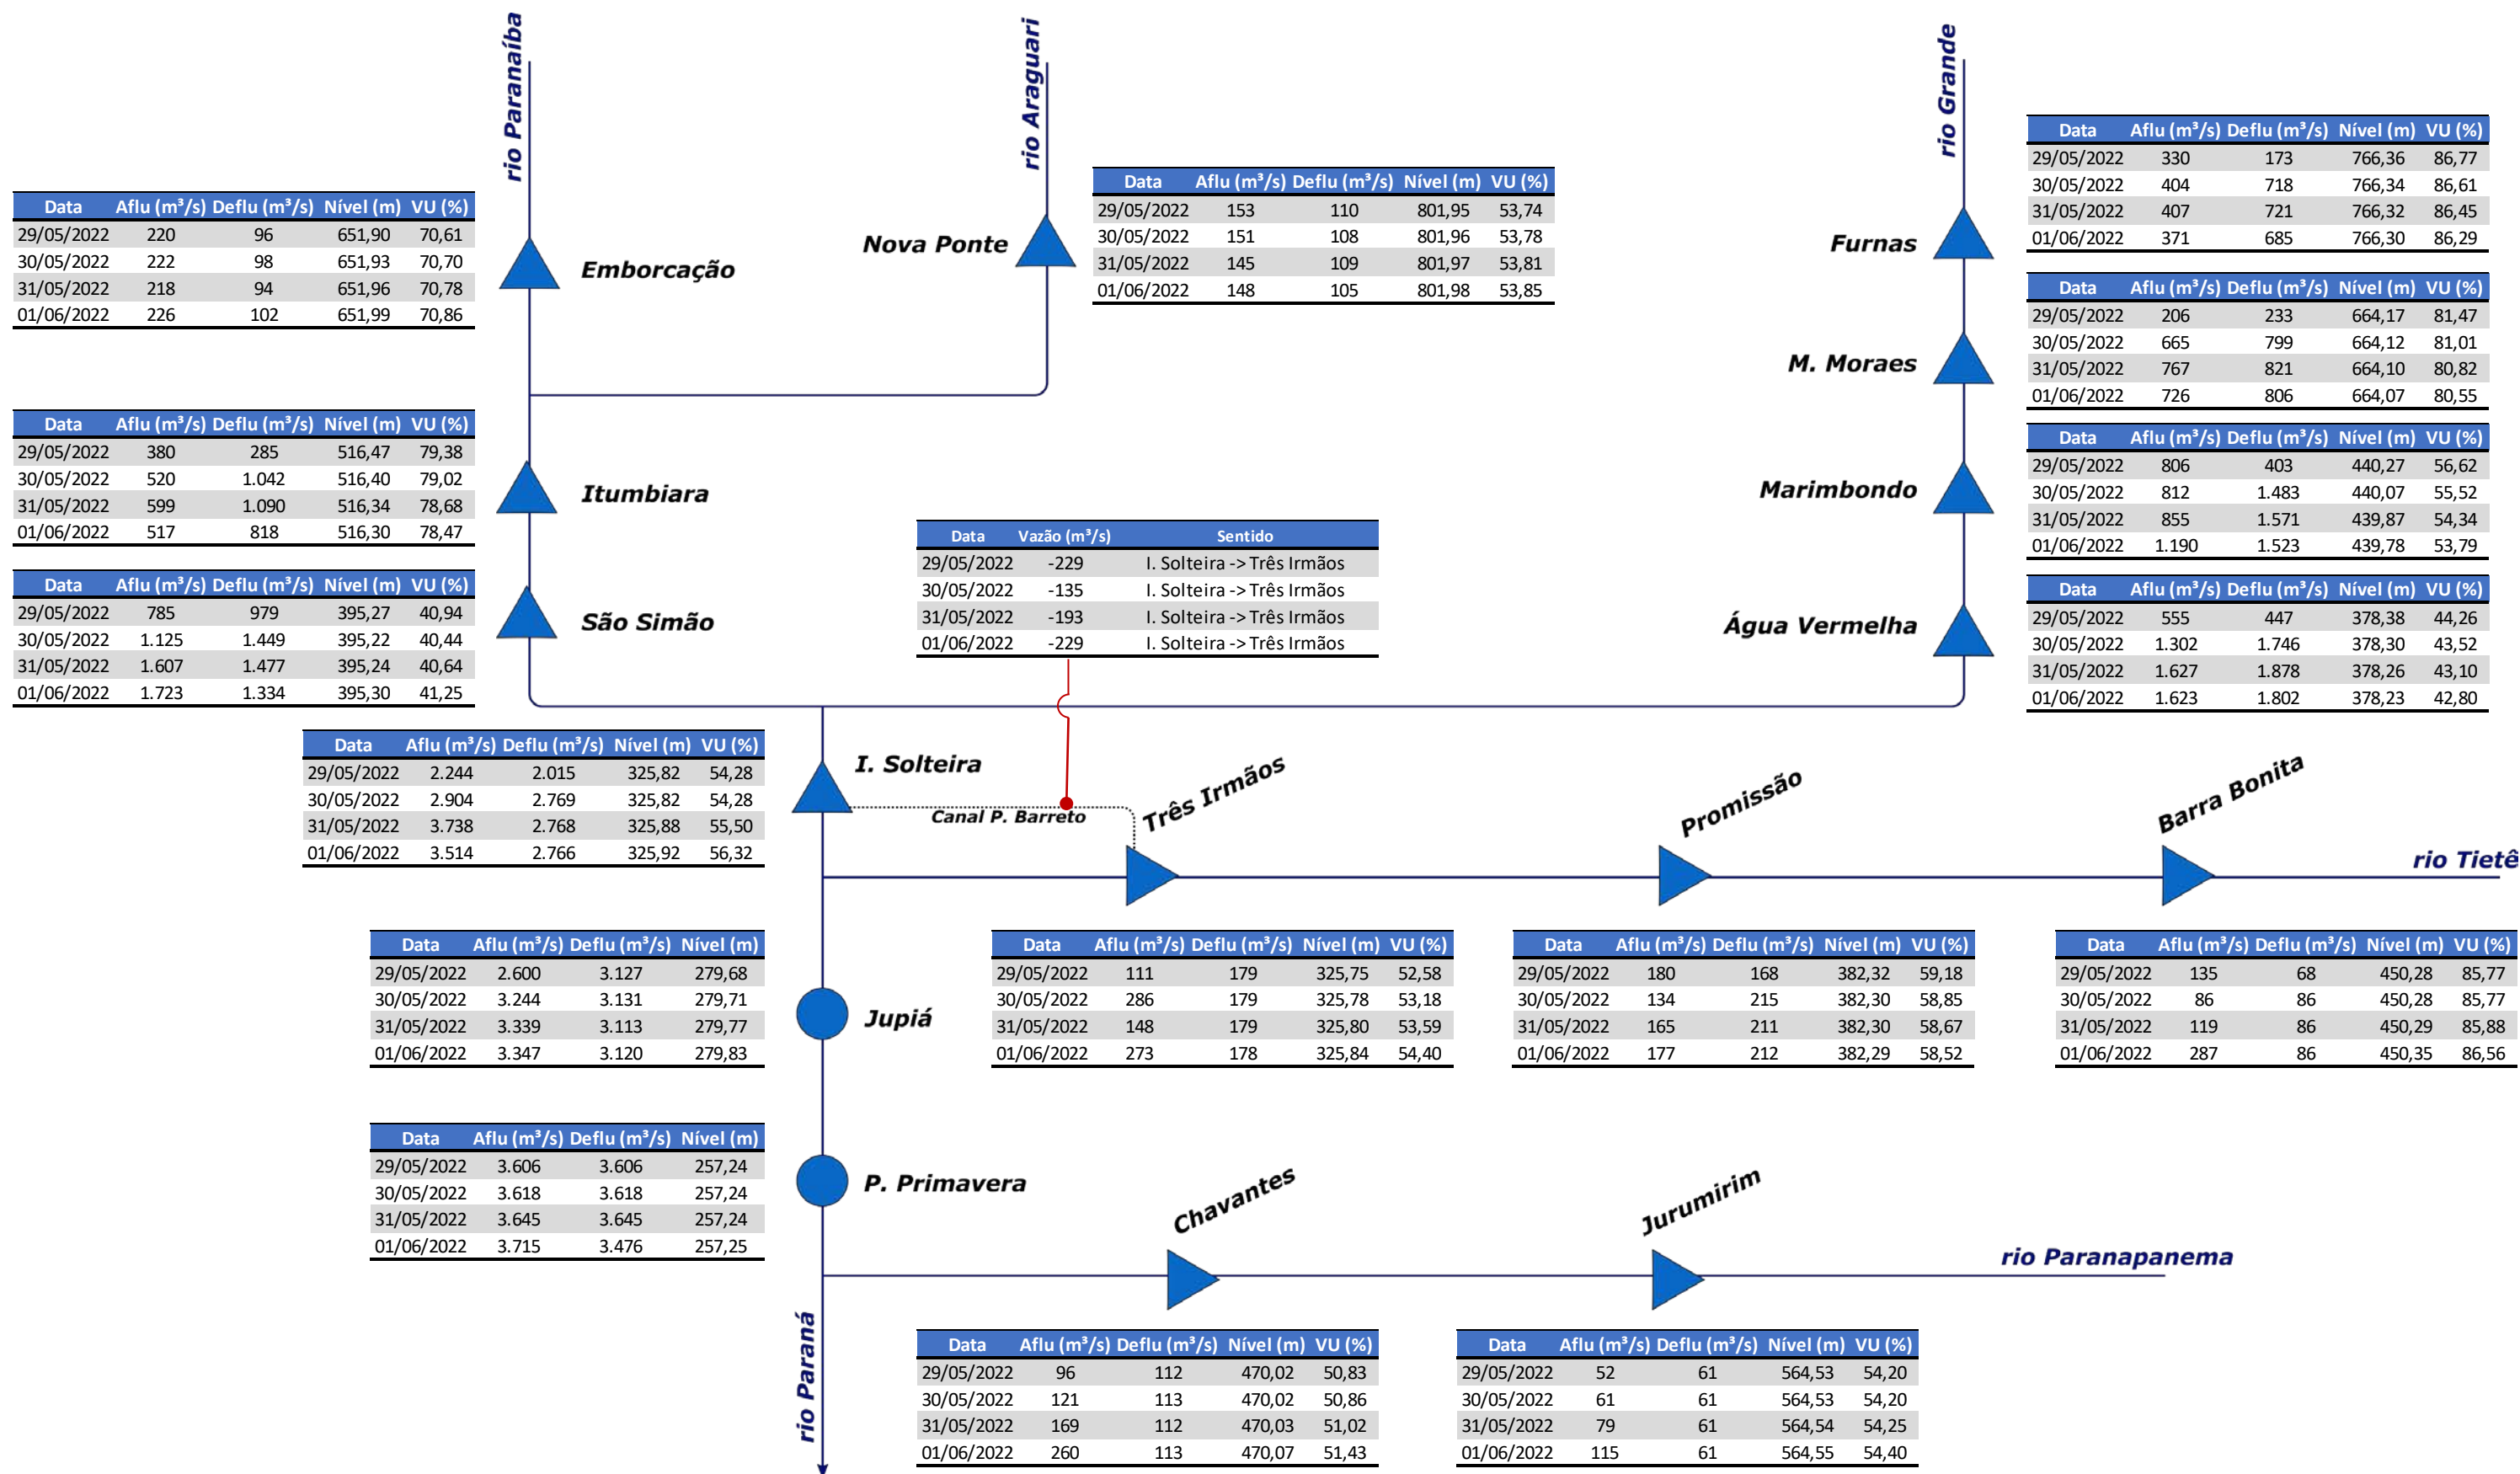 rio Paranaíba
rio Araguari
rio Grande
Data Aflu (m³/s) Deflu (m³/s) Nível (m) VU (%)
29/05/2022 220 96 651,90 70,61
30/05/2022 222 98 651,93 70,70
31/05/2022 218 94 651,96 70,78
01/06/2022 226 102 651,99 70,86
Emborcação
Nova Ponte
Data Aflu (m³/s) Deflu (m³/s) Nível (m) VU (%)
29/05/2022 153 110 801,95 53,74
30/05/2022 151 108 801,96 53,78
31/05/2022 145 109 801,97 53,81
01/06/2022 148 105 801,98 53,85
Furnas
Data Aflu (m³/s) Deflu (m³/s) Nível (m) VU (%)
29/05/2022 330 173 766,36 86,77
30/05/2022 404 718 766,34 86,61
31/05/2022 407 721 766,32 86,45
01/06/2022 371 685 766,30 86,29
M. Moraes
Data Aflu (m³/s) Deflu (m³/s) Nível (m) VU (%)
29/05/2022 206 233 664,17 81,47
30/05/2022 665 799 664,12 81,01
31/05/2022 767 821 664,10 80,82
01/06/2022 726 806 664,07 80,55
Data Aflu (m³/s) Deflu (m³/s) Nível (m) VU (%)
29/05/2022 380 285 516,47 79,38
30/05/2022 520 1.042 516,40 79,02
31/05/2022 599 1.090 516,34 78,68
01/06/2022 517 818 516,30 78,47
Itumbiara
Marimbondo
Data Aflu (m³/s) Deflu (m³/s) Nível (m) VU (%)
29/05/2022 806 403 440,27 56,62
30/05/2022 812 1.483 440,07 55,52
31/05/2022 855 1.571 439,87 54,34
01/06/2022 1.190 1.523 439,78 53,79
Data Aflu (m³/s) Deflu (m³/s) Nível (m) VU (%)
29/05/2022 785 979 395,27 40,94
30/05/2022 1.125 1.449 395,22 40,44
31/05/2022 1.607 1.477 395,24 40,64
01/06/2022 1.723 1.334 395,30 41,25
São Simão
Data Vazão (m³/s) Sentido
29/05/2022 -229 I. Solteira -> Três Irmãos
30/05/2022 -135 I. Solteira -> Três Irmãos
31/05/2022 -193 I. Solteira -> Três Irmãos
01/06/2022 -229 I. Solteira -> Três Irmãos
Água Vermelha
Data Aflu (m³/s) Deflu (m³/s) Nível (m) VU (%)
29/05/2022 555 447 378,38 44,26
30/05/2022 1.302 1.746 378,30 43,52
31/05/2022 1.627 1.878 378,26 43,10
01/06/2022 1.623 1.802 378,23 42,80
Data Aflu (m³/s) Deflu (m³/s) Nível (m) VU (%)
29/05/2022 2.244 2.015 325,82 54,28
30/05/2022 2.904 2.769 325,82 54,28
31/05/2022 3.738 2.768 325,88 55,50
01/06/2022 3.514 2.766 325,92 56,32
I. Solteira
Canal P. Barreto
Três Irmãos
Promissão
Barra Bonita
rio Tietê
Data Aflu (m³/s) Deflu (m³/s) Nível (m)
29/05/2022 2.600 3.127 279,68
30/05/2022 3.244 3.131 279,71
31/05/2022 3.339 3.113 279,77
01/06/2022 3.347 3.120 279,83
Jupiá
Data Aflu (m³/s) Deflu (m³/s) Nível (m) VU (%)
29/05/2022 111 179 325,75 52,58
30/05/2022 286 179 325,78 53,18
31/05/2022 148 179 325,80 53,59
01/06/2022 273 178 325,84 54,40
Data Aflu (m³/s) Deflu (m³/s) Nível (m) VU (%)
29/05/2022 180 168 382,32 59,18
30/05/2022 134 215 382,30 58,85
31/05/2022 165 211 382,30 58,67
01/06/2022 177 212 382,29 58,52
Data Aflu (m³/s) Deflu (m³/s) Nível (m) VU (%)
29/05/2022 135 68 450,28 85,77
30/05/2022 86 86 450,28 85,77
31/05/2022 119 86 450,29 85,88
01/06/2022 287 86 450,35 86,56
Data Aflu (m³/s) Deflu (m³/s) Nível (m)
29/05/2022 3.606 3.606 257,24
30/05/2022 3.618 3.618 257,24
31/05/2022 3.645 3.645 257,24
01/06/2022 3.715 3.476 257,25
P. Primavera
Chavantes
Jurumirim
rio Paranapanema
rio Paraná
Data Aflu (m³/s) Deflu (m³/s) Nível (m) VU (%)
29/05/2022 96 112 470,02 50,83
30/05/2022 121 113 470,02 50,86
31/05/2022 169 112 470,03 51,02
01/06/2022 260 113 470,07 51,43
Data Aflu (m³/s) Deflu (m³/s) Nível (m) VU (%)
29/05/2022 52 61 564,53 54,20
30/05/2022 61 61 564,53 54,20
31/05/2022 79 61 564,54 54,25
01/06/2022 115 61 564,55 54,40